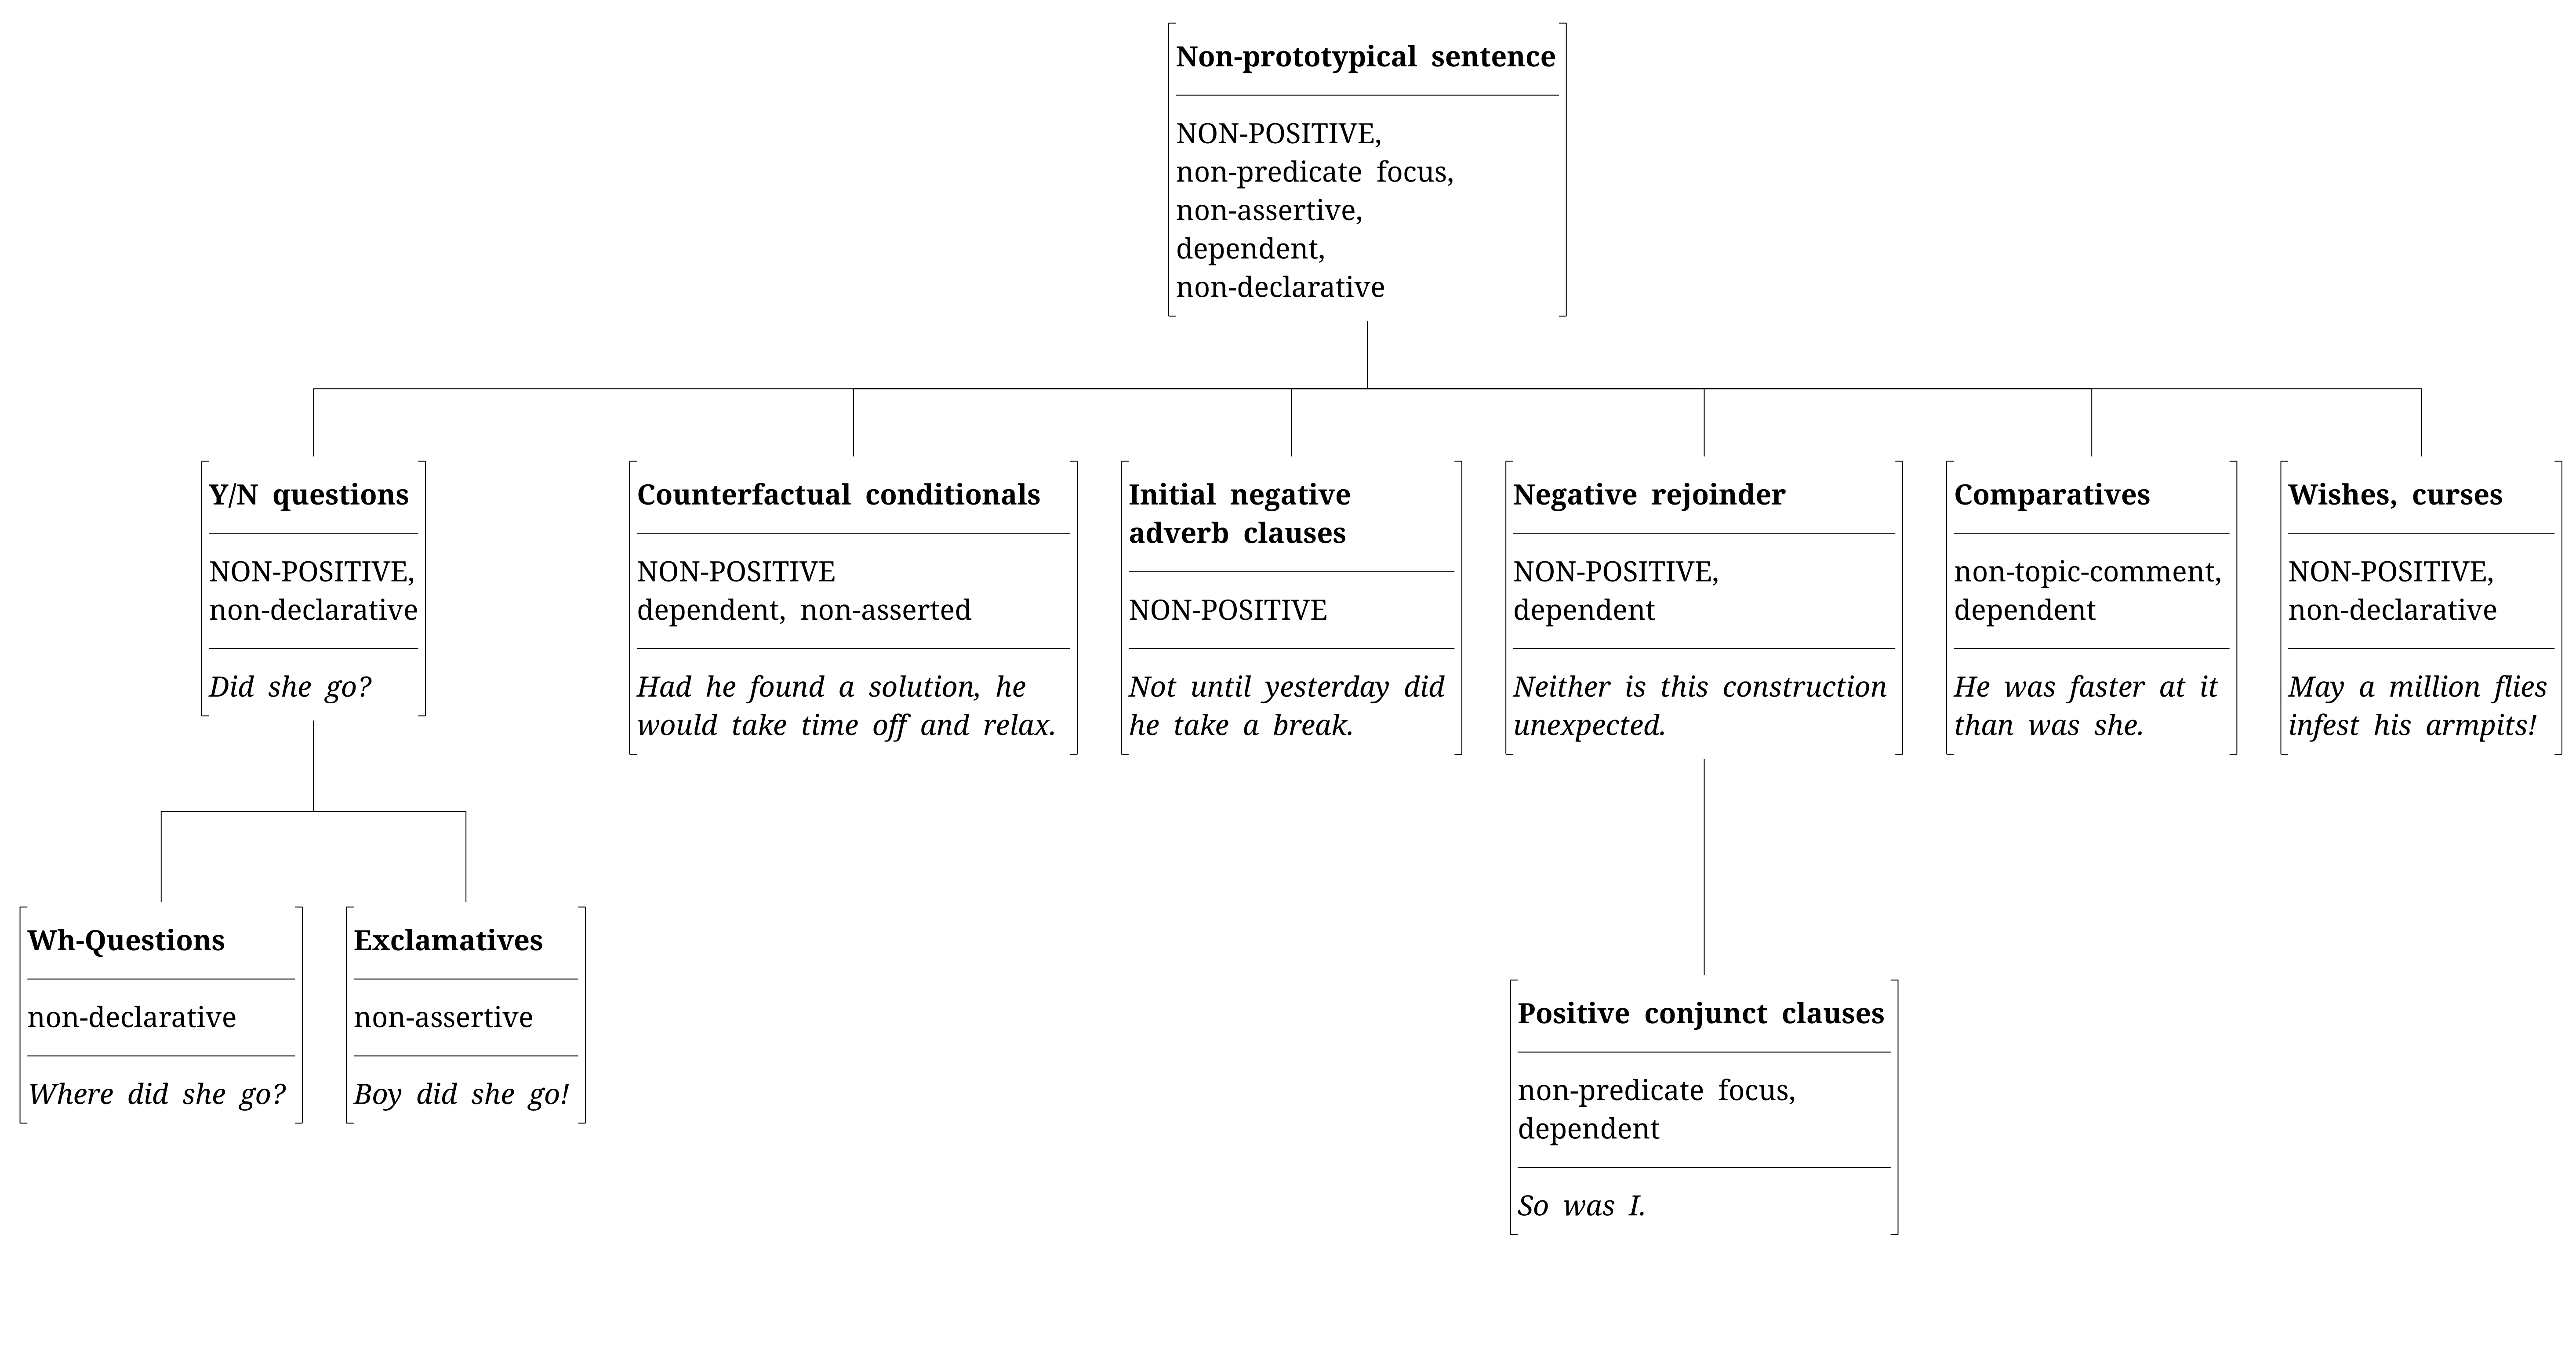 Non-prototypical sentence
NON-POSITIVE,
non-predicate focus,
non-assertive,
dependent,
non-declarative
Y/N questions
NON-POSITIVE,
non-declarative
Did she go?
Counterfactual conditionals
NON-POSITIVE
dependent, non-asserted
Had he found a solution, he
would take time off and relax.
Initial negative
adverb clauses
NON-POSITIVE
Not until yesterday did
he take a break.
Negative rejoinder
NON-POSITIVE,
dependent
Neither is this construction
unexpected.
Comparatives
non-topic-comment,
dependent
He was faster at it
than was she.
Wishes, curses
NON-POSITIVE,
non-declarative
May a million flies
infest his armpits!
Wh-Questions
non-declarative
Where did she go?
Exclamatives
non-assertive
Boy did she go!
Positive conjunct clauses
non-predicate focus,
dependent
So was I.